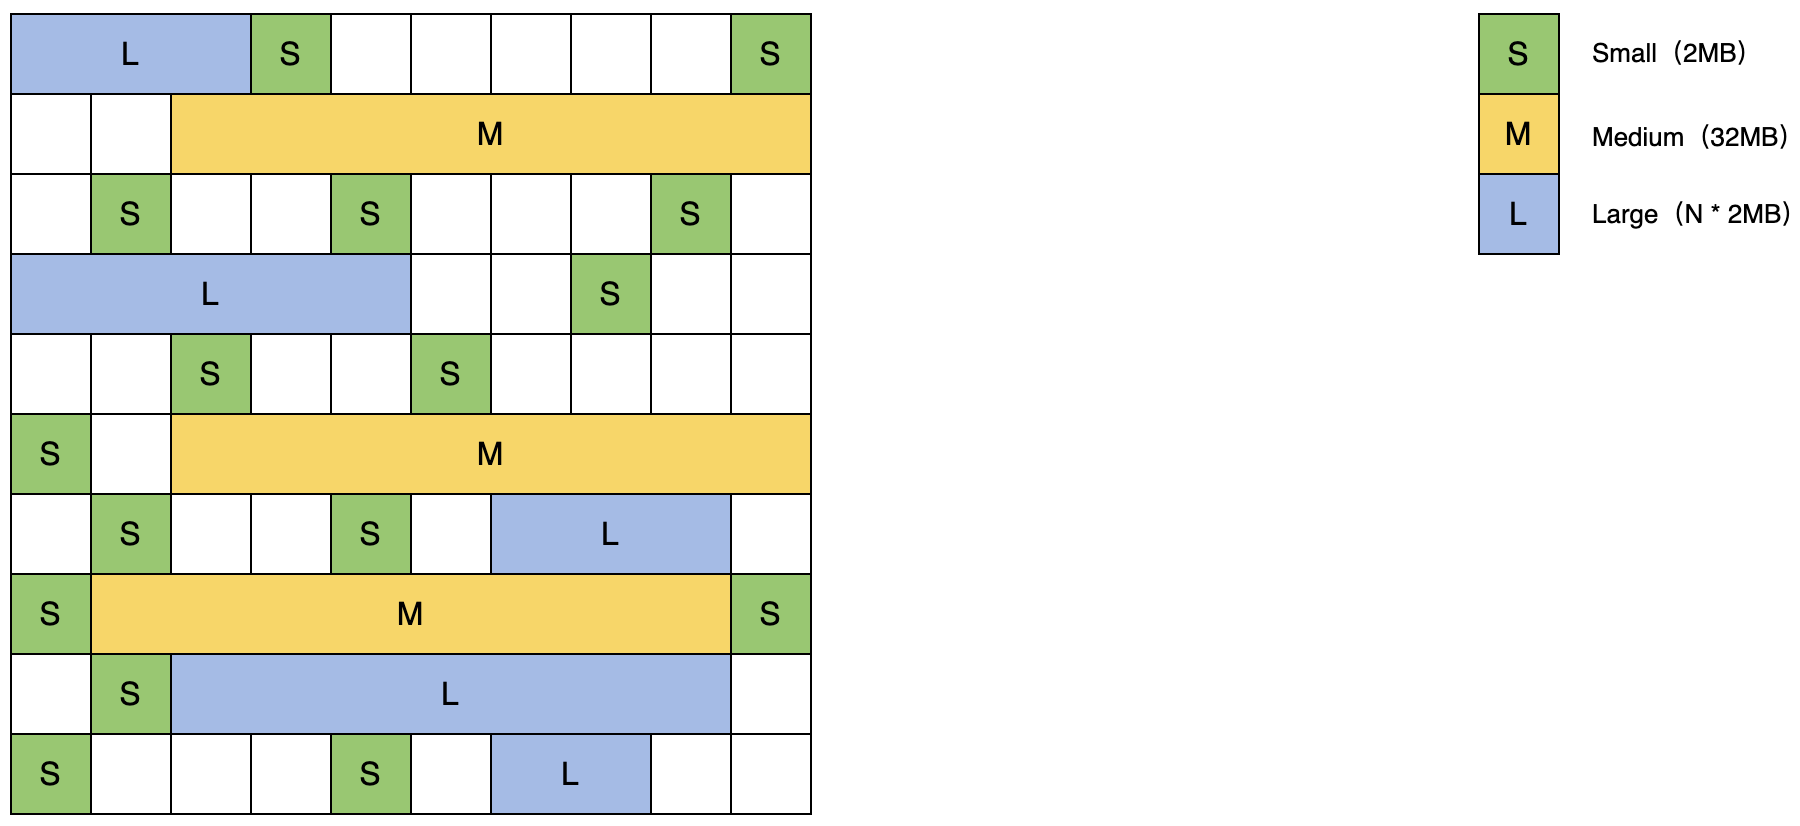 L S S
M
S S S
L S
S S
S M
S S L
S M S
S L
S S L
S Small（2MB）
M Medium（32MB）
L Large（N * 2MB）